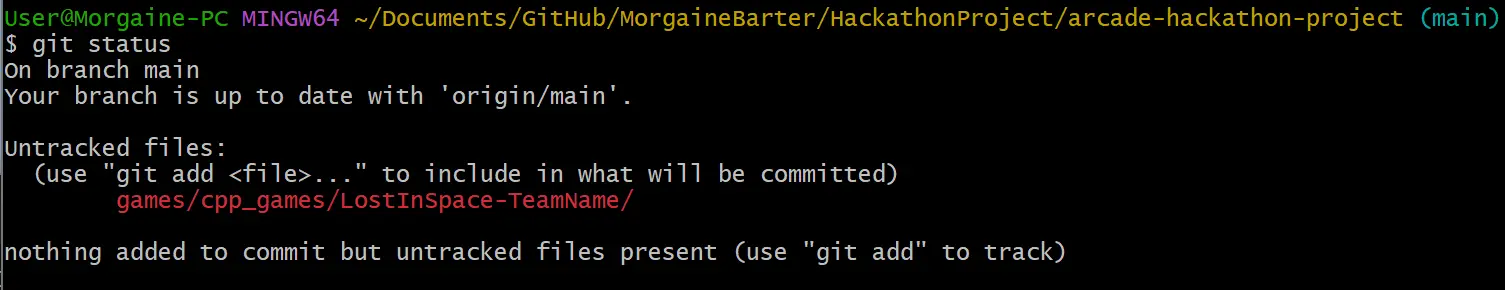 User@Morgaine-PC MINGW64 ~/Documents/GitHub/MorgaineBarter/HackathonProject/arcade-hackathon-project (main)
$ git status
On branch main
Your branch is up to date with 'origin/main'.
Untracked files:
(use "git add <file>..." to include in what will be committed)
games/cpp_games/LostInSpace-TeamName/
nothing added to commit but untracked files present (use "git add" to track)